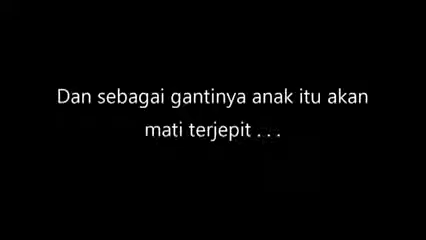 Dan sebagai gantinya anak itu akan
mati terjepit . . .